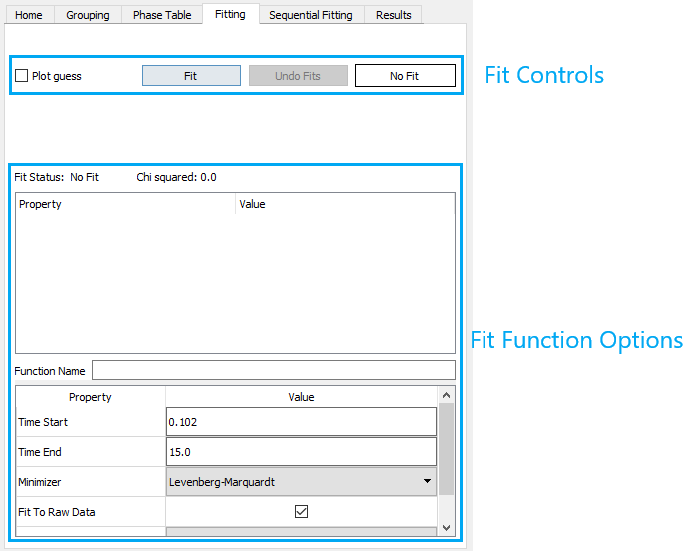 Home Grouping Phase Table Fitting Sequential Fitting Results
Plot guess Fit Undo Fits No Fit
Fit Controls
Fit Status: No Fit Chi squared: 0.0
Property Value
Fit Function Options
Function Name
Property Value
Time Start 0.102
Time End 15.0
Minimizer Levenberg-Marquardt
Fit To Raw Data